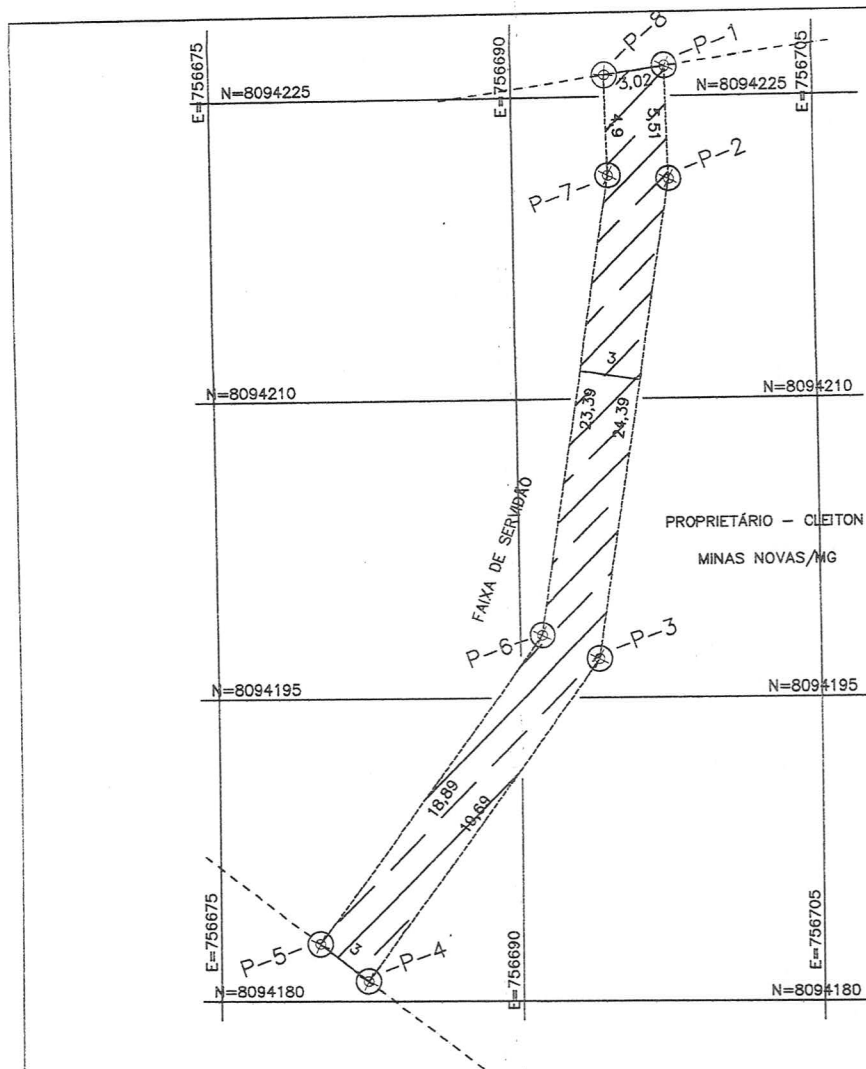 E=756675
E=756690
E=756705
P-8
P-1
N=8094225
N=8094225
3,02
4,9
5,51
P-7
P-2
3
N=8094210
N=8094210
23,39
24,39
FAIXA DE SERVIDÃO
PROPRIETÁRIO - CLEITON
MINAS NOVAS/MG
P-6
P-3
N=8094195
N=8094195
18,89
19,69
E=756675
E=756690
E=756705
P-5
3
P-4
N=8094180
N=8094180